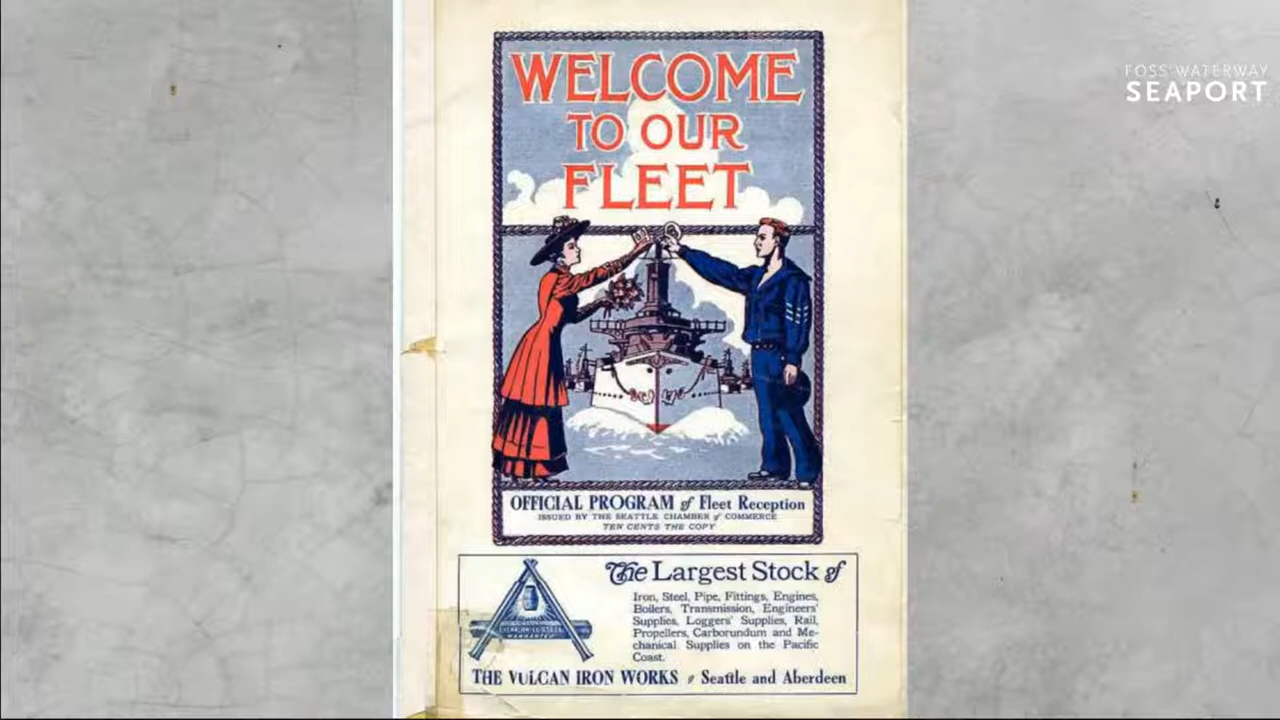 FOSS WATERWAY
SEAPORT
WELCOME
TO OUR
FLEET
OFFICIAL PROGRAM of Fleet Reception
ISSUED BY THE SEATTLE CHAMBER of COMMERCE
TEN CENTS THE COPY
The Largest Stock of
Iron, Steel, Pipe, Fittings, Engines,
Boilers, Transmission, Engineers'
Supplies, Loggers' Supplies, Rail,
Propellers, Carborundum and Me-
chanical Supplies on the Pacific
Coast.
WARRANTED
THE VULCAN IRON WORKS Seattle and Aberdeen